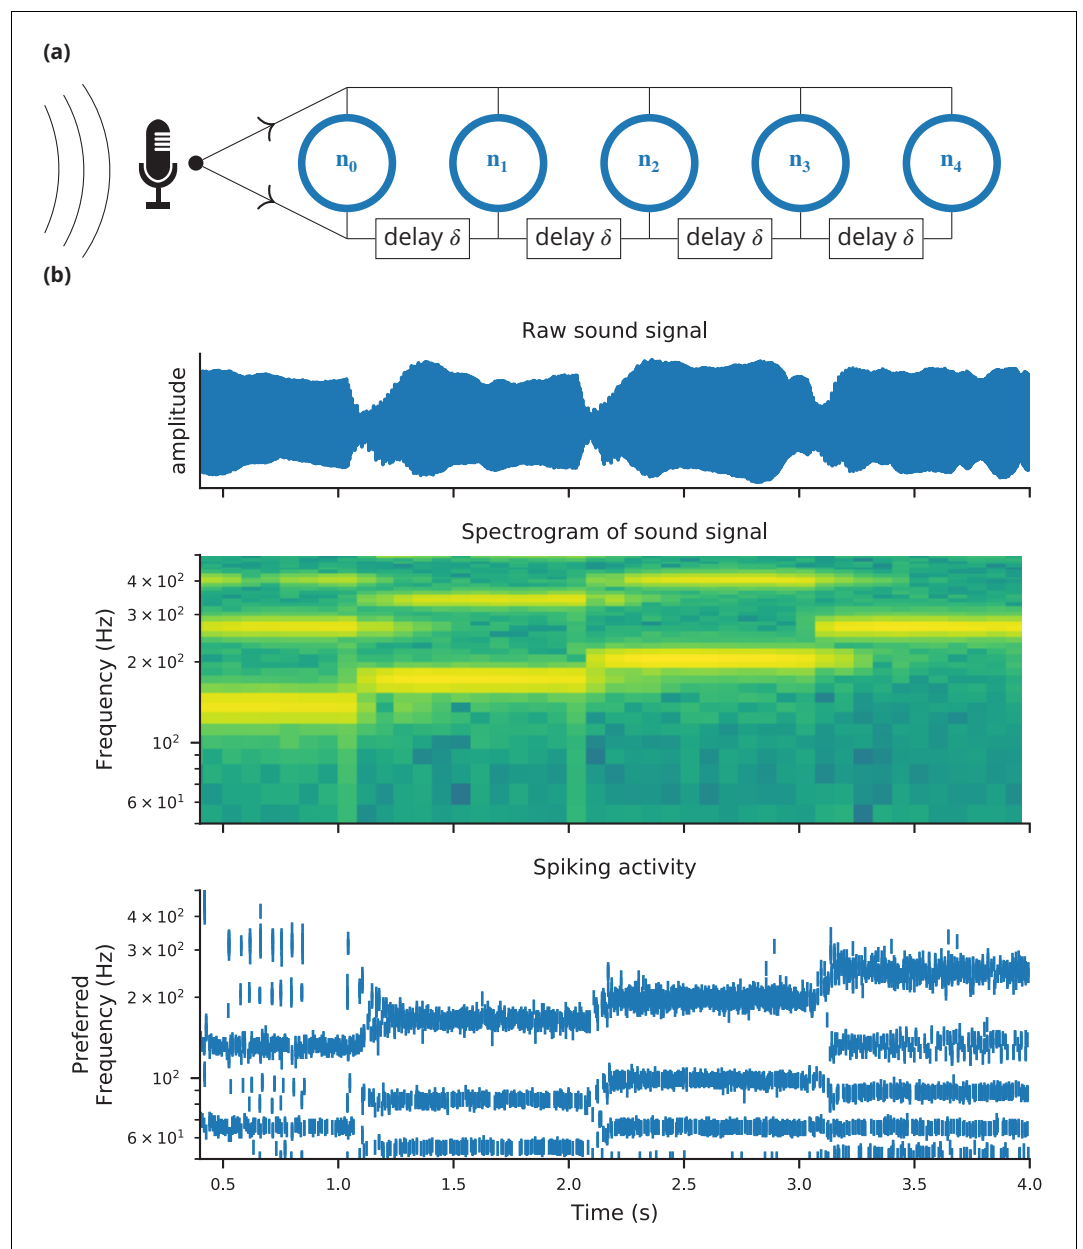 (a)
n₀ n₁ n₂ n₃ n₄
delay δ delay δ delay δ delay δ
(b)
Raw sound signal
amplitude
Spectrogram of sound signal
Frequency (Hz)
4 × 10²
3 × 10²
2 × 10²
10²
6 × 10¹
Spiking activity
Preferred
Frequency (Hz)
4 × 10²
3 × 10²
2 × 10²
10²
6 × 10¹
0.5 1.0 1.5 2.0 2.5 3.0 3.5 4.0
Time (s)